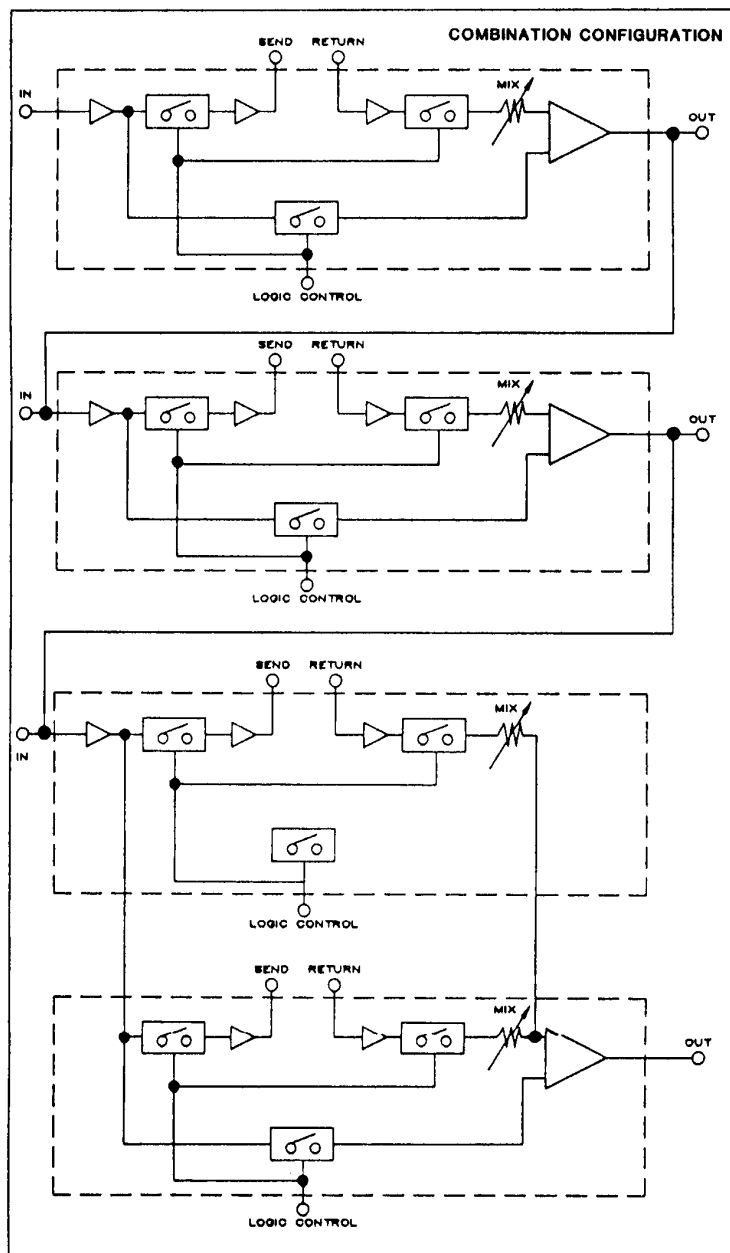 COMBINATION CONFIGURATION
SEND RETURN
IN
MIX
OUT
LOGIC CONTROL
SEND RETURN
IN
MIX
OUT
LOGIC CONTROL
SEND RETURN
MIX
IN
LOGIC CONTROL
SEND RETURN
MIX
OUT
LOGIC CONTROL